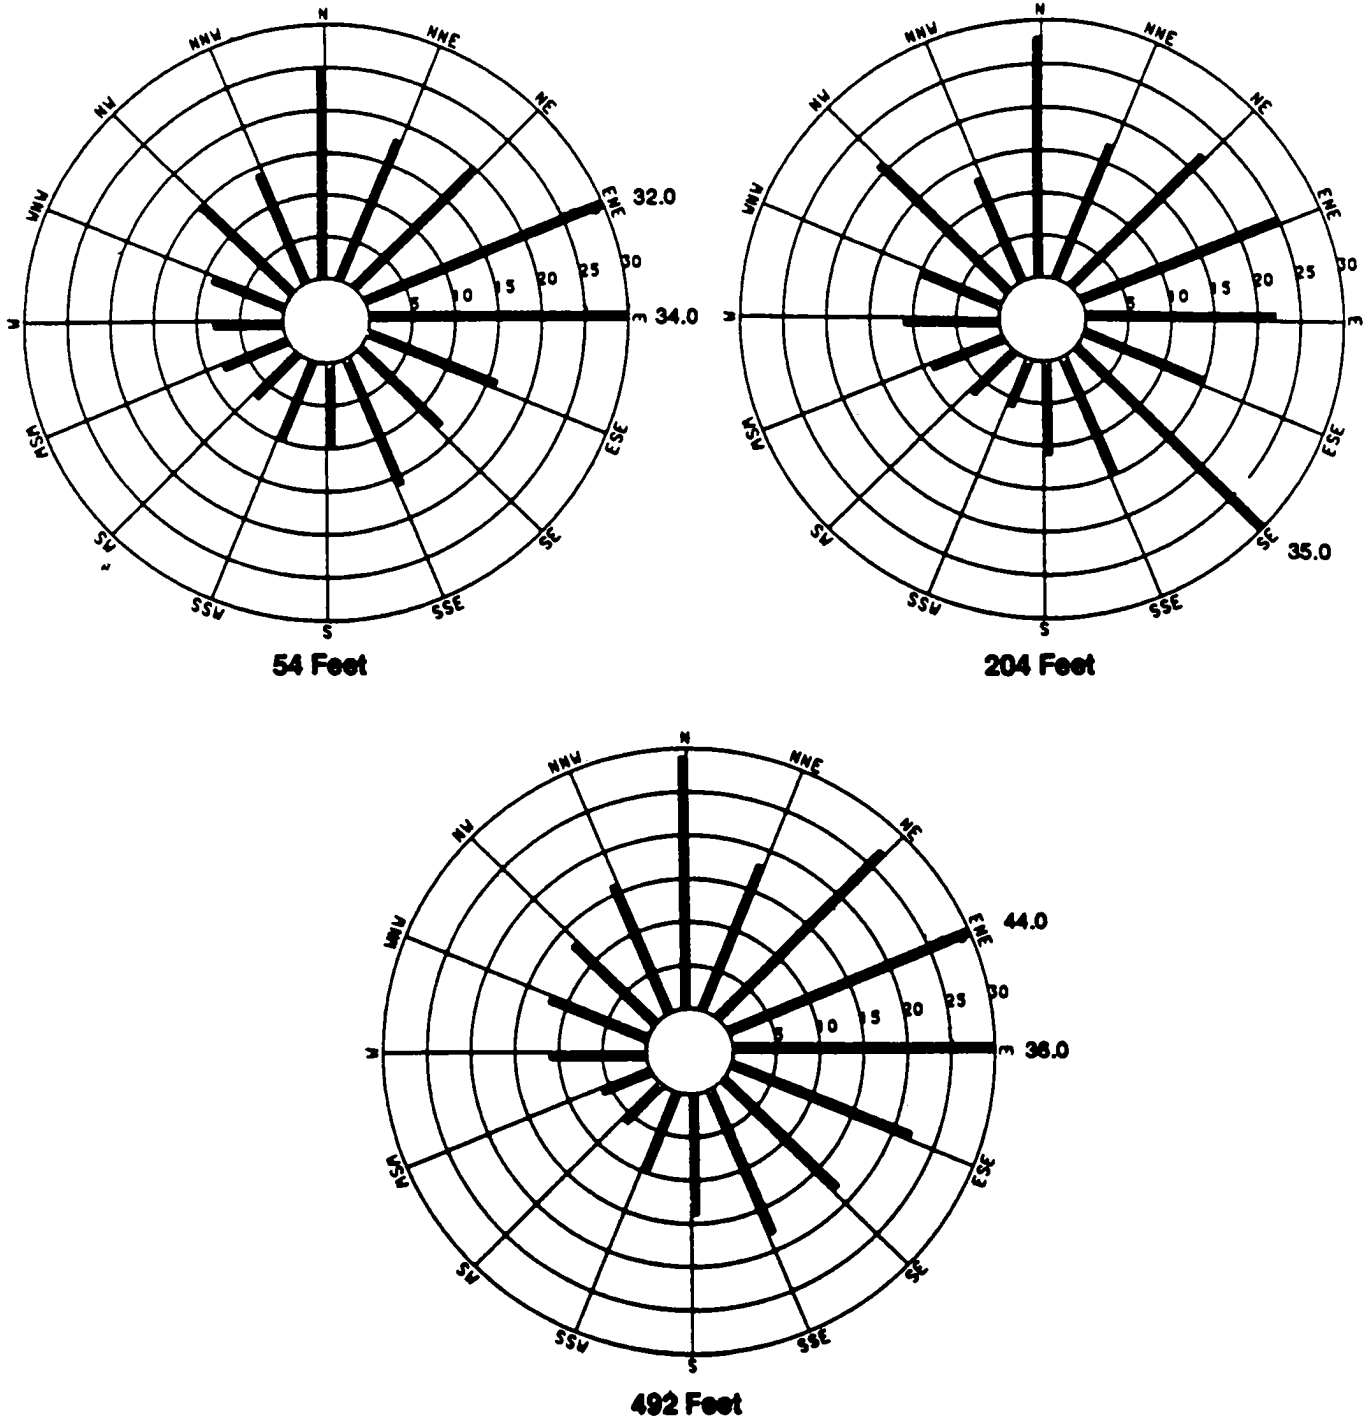 N
NNW NNE
NW NE
WNW ENE 32.0
5 10 15 20 25 30
W E 34.0
WSW ESE
SW SE
SSW SSE
S
54 Feet
N
NNW NNE
NW NE
WNW ENE
5 10 15 20 25 30
W E
WSW ESE
SW SE 35.0
SSW SSE
S
204 Feet
N
NNW NNE
NW NE
WNW ENE 44.0
5 10 15 20 25 30
W E 36.0
WSW ESE
SW SE
SSW SSE
S
492 Feet